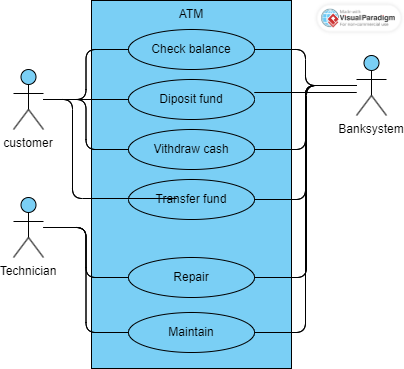 ATM
Made with
Visual Paradigm
For non-commercial use
Check balance
Diposit fund
Banksystem
customer
Vithdraw cash
Transfer fund
Technician
Repair
Maintain